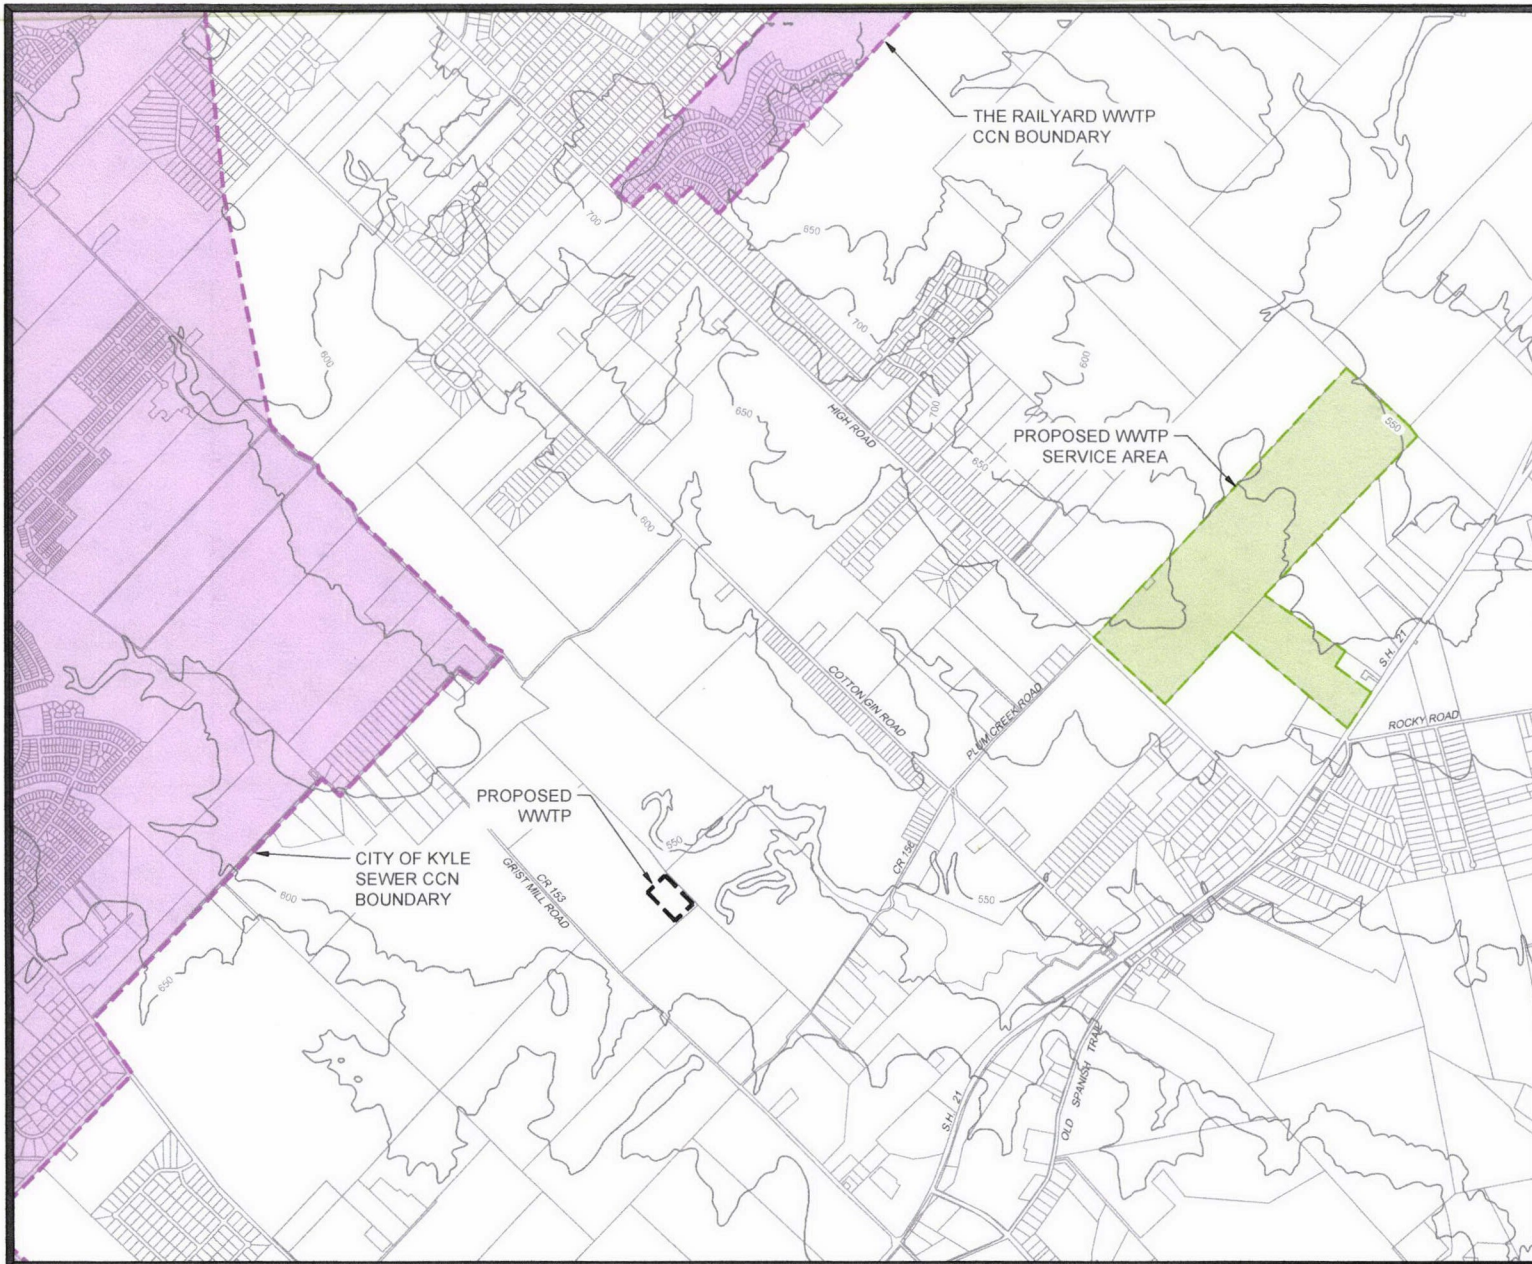 THE RAILYARD WWTP
CCN BOUNDARY
700
650
700
600
600
650
700
HIGH ROAD
PROPOSED WWTP
SERVICE AREA
550
650
600
S.H. 21
COTTON GIN ROAD
PLUM CREEK ROAD
ROCKY ROAD
PROPOSED
WWTP
550
CITY OF KYLE
SEWER CCN
BOUNDARY
CR 153
GRIST MILL ROAD
CR 156
550
600
650
S.H. 21
OLD SPANISH TRAIL